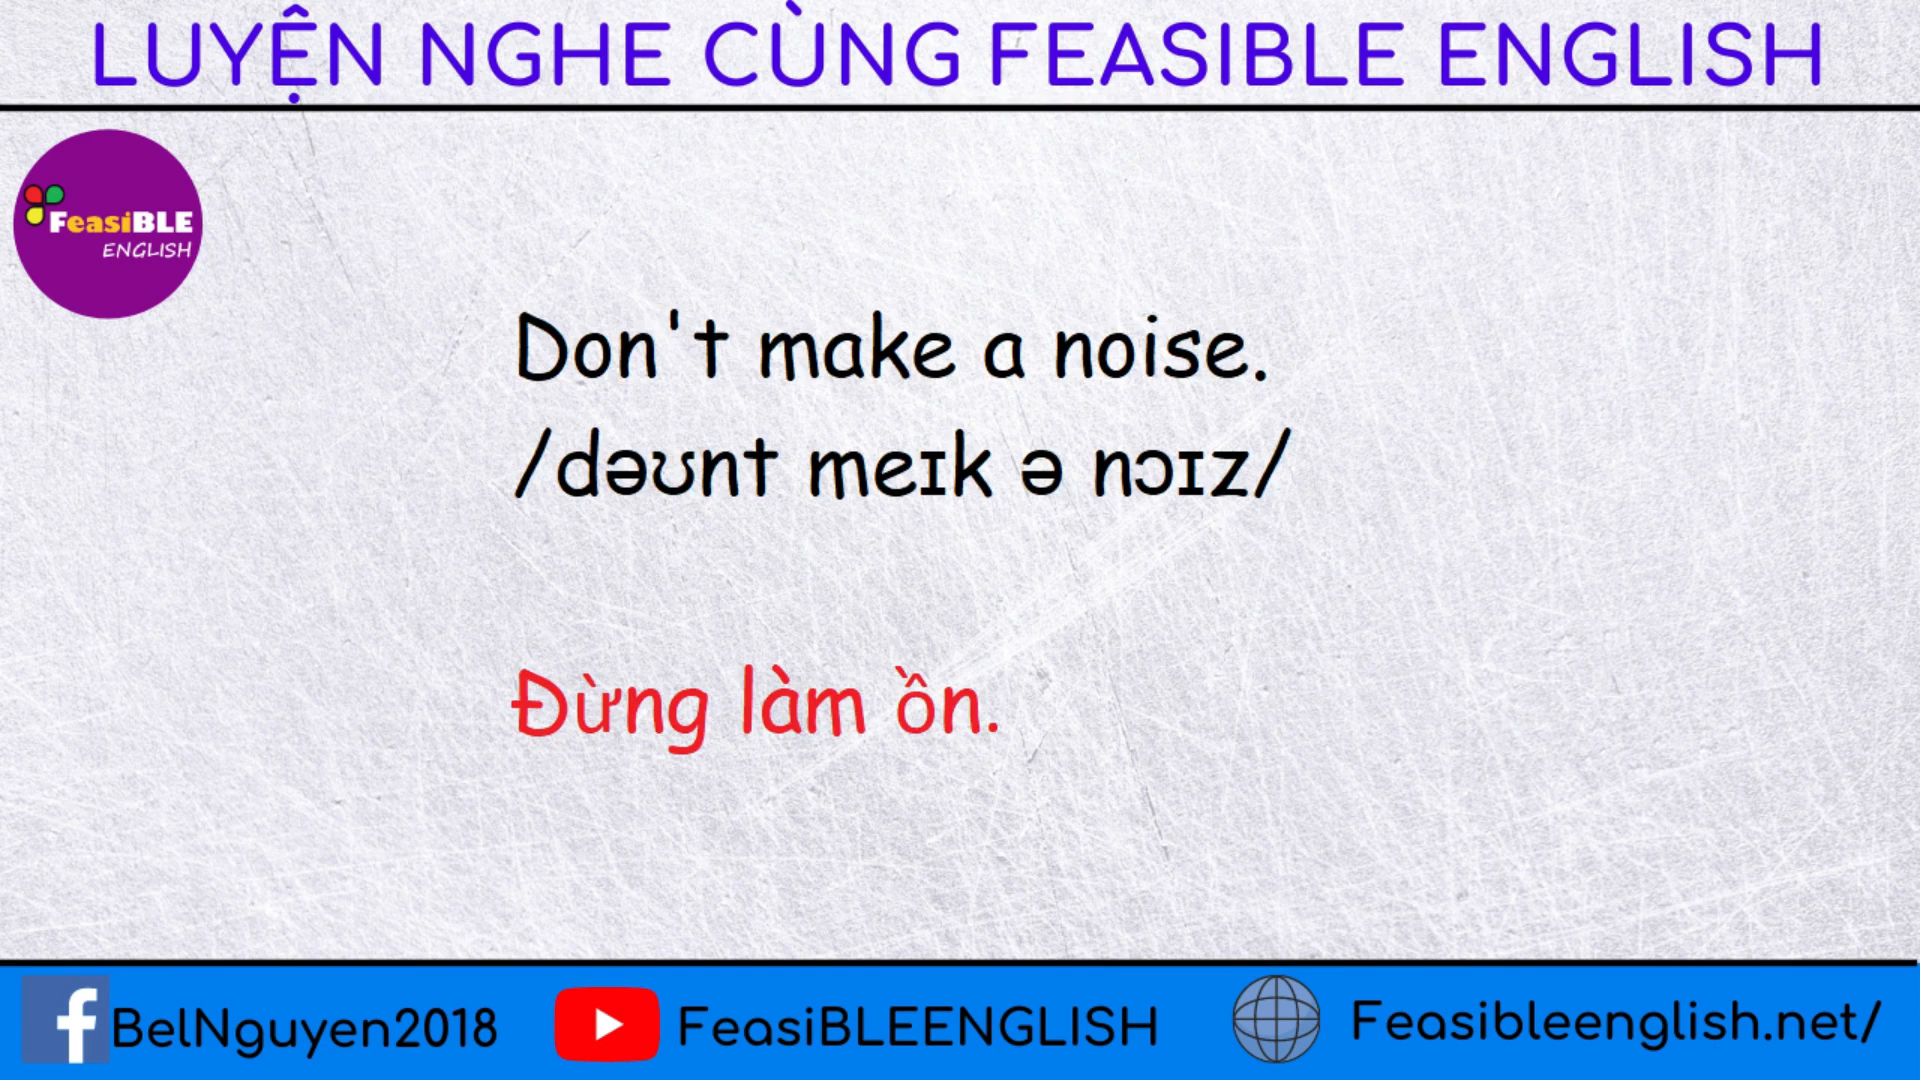 LUYỆN NGHE CÙNG FEASIBLE ENGLISH
FeasiBLE
ENGLISH
Don't make a noise.
/dəʊnt meɪk ə nɔɪz/
Đừng làm ồn.
BelNguyen2018
FeasiBLEENGLISH
Feasibleenglish.net/